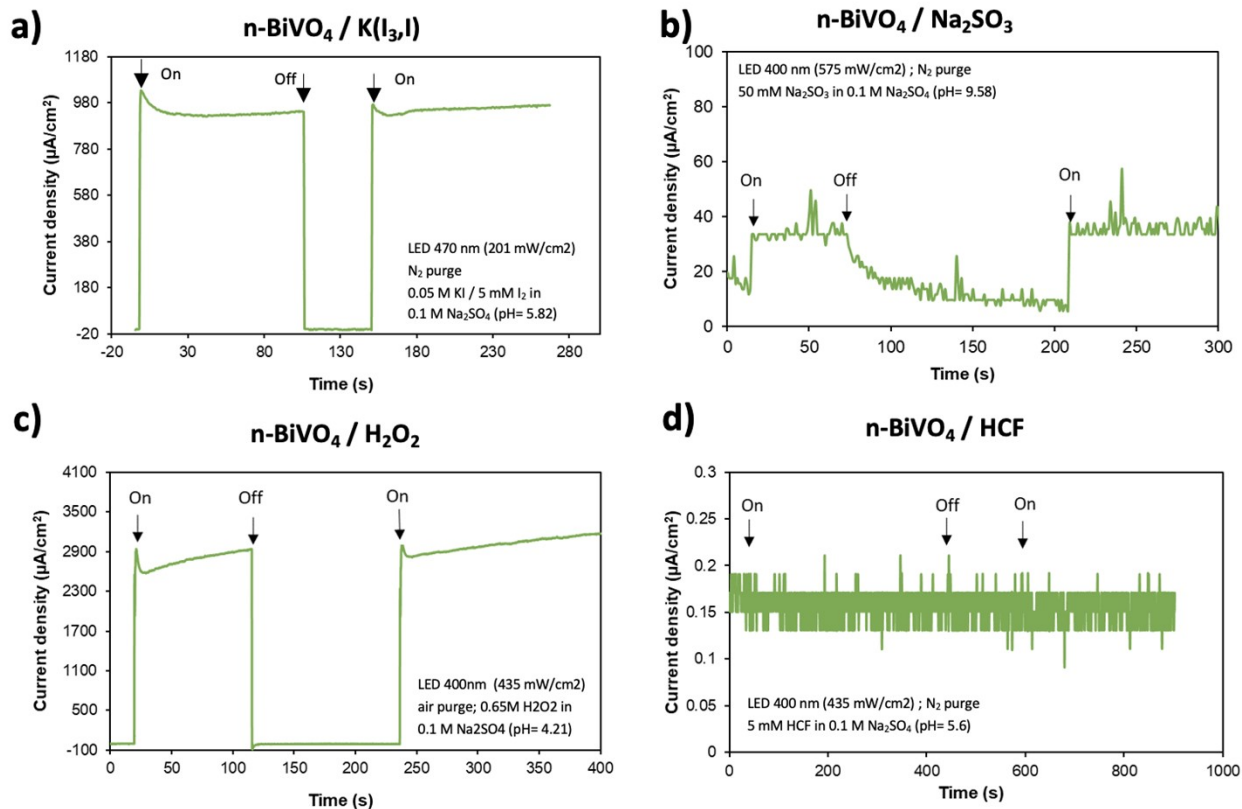 a)
n-BiVO₄ / K(I₃,I)
Current density (µA/cm²)
1180
980
780
580
380
180
-20
On
Off
On
LED 470 nm (201 mW/cm2)
N₂ purge
0.05 M KI / 5 mM I₂ in
0.1 M Na₂SO₄ (pH= 5.82)
-20 30 80 130 180 230 280
Time (s)
b)
n-BiVO₄ / Na₂SO₃
Current density (µA/cm²)
100
80
60
40
20
0
LED 400 nm (575 mW/cm2) ; N₂ purge
50 mM Na₂SO₃ in 0.1 M Na₂SO₄ (pH= 9.58)
On
Off
On
0 50 100 150 200 250 300
Time (s)
c)
n-BiVO₄ / H₂O₂
Current density (µA/cm²)
4100
3500
2900
2300
1700
1100
500
-100
On
Off
On
LED 400nm (435 mW/cm2)
air purge; 0.65M H2O2 in
0.1 M Na2SO4 (pH= 4.21)
0 50 100 150 200 250 300 350 400
Time (s)
d)
n-BiVO₄ / HCF
Current density (µA/cm²)
0.3
0.25
0.2
0.15
0.1
0.05
0
On
Off
On
LED 400 nm (435 mW/cm2) ; N₂ purge
5 mM HCF in 0.1 M Na₂SO₄ (pH= 5.6)
0 200 400 600 800 1000
Time (s)